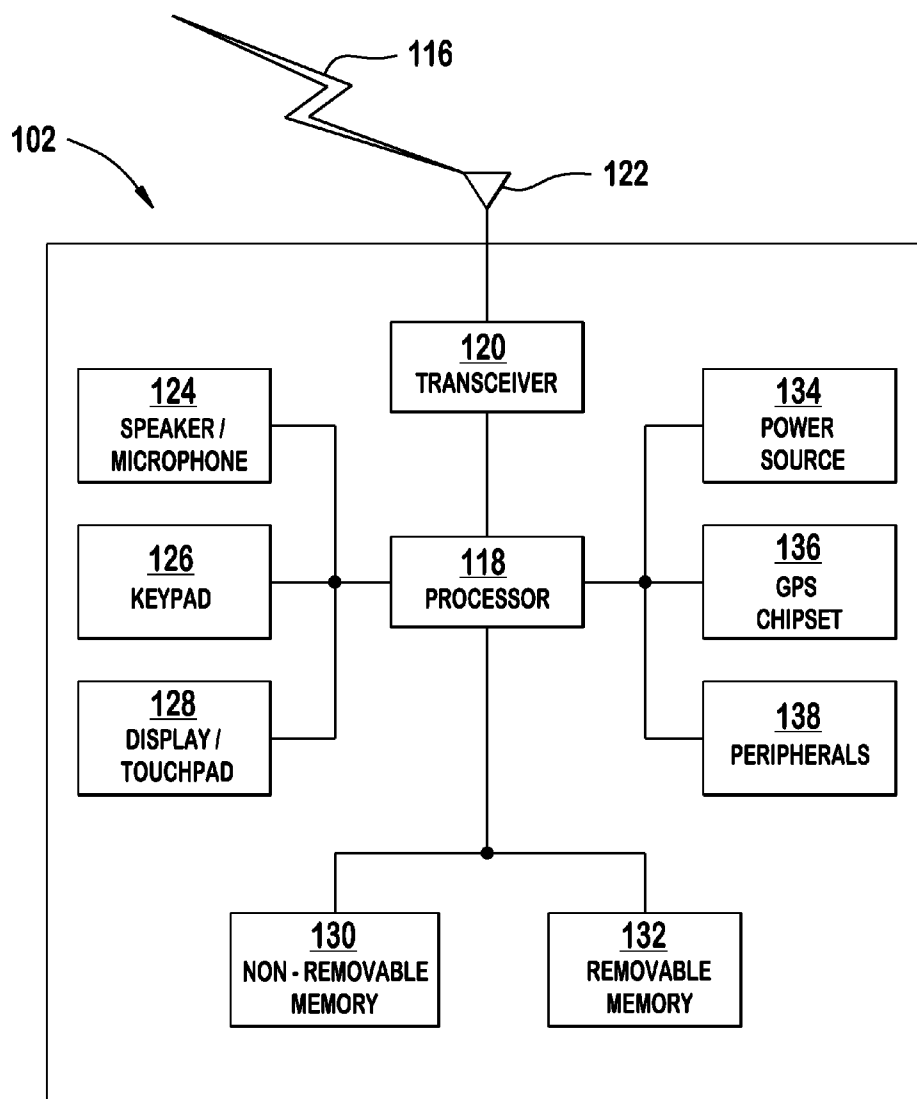 116
102
122
120
TRANSCEIVER
124
SPEAKER /
MICROPHONE
134
POWER
SOURCE
126
KEYPAD
118
PROCESSOR
136
GPS
CHIPSET
128
DISPLAY /
TOUCHPAD
138
PERIPHERALS
130
NON - REMOVABLE
MEMORY
132
REMOVABLE
MEMORY